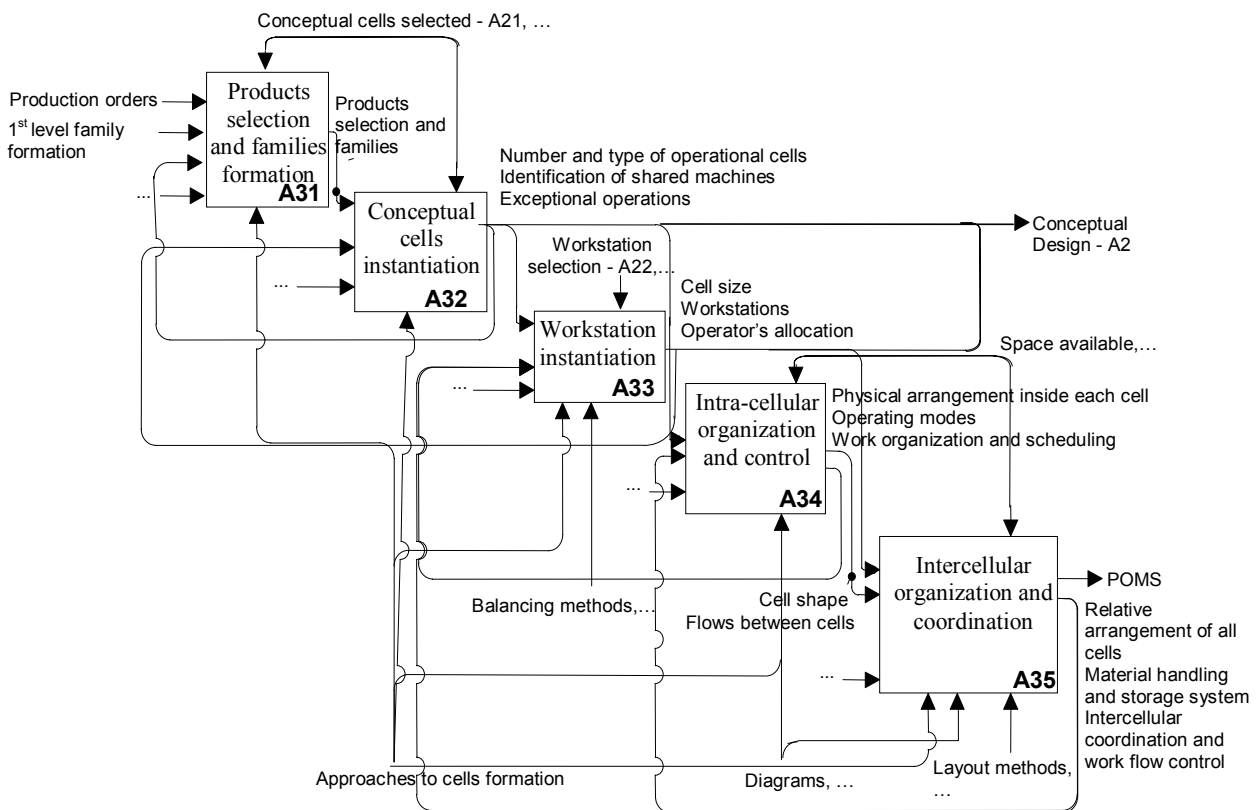 Conceptual cells selected - A21, …
Production orders
1st level family
formation
...
Products
selection
and families
formation
A31
Products
selection and
families
Number and type of operational cells
Identification of shared machines
Exceptional operations
Conceptual
cells
instantiation
A32
...
Conceptual
Design - A2
Workstation
selection - A22,…
Cell size
Workstations
Operator’s allocation
Workstation
instantiation
A33
...
Space available,…
Physical arrangement inside each cell
Operating modes
Work organization and scheduling
Intra-cellular
organization
and control
A34
...
Balancing methods,…
Cell shape
Flows between cells
Intercellular
organization and
coordination
A35
...
POMS
Relative
arrangement of all
cells
Material handling
and storage system
Intercellular
coordination and
work flow control
Approaches to cells formation
Diagrams, …
Layout methods,
…